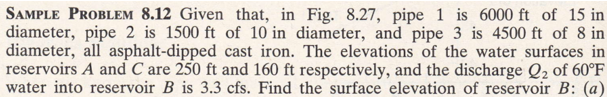 SAMPLE PROBLEM 8.12 Given that, in Fig. 8.27, pipe 1 is 6000 ft of 15 in
diameter, pipe 2 is 1500 ft of 10 in diameter, and pipe 3 is 4500 ft of 8 in
diameter, all asphalt-dipped cast iron. The elevations of the water surfaces in
reservoirs A and C are 250 ft and 160 ft respectively, and the discharge Q₂ of 60°F
water into reservoir B is 3.3 cfs. Find the surface elevation of reservoir B: (a)